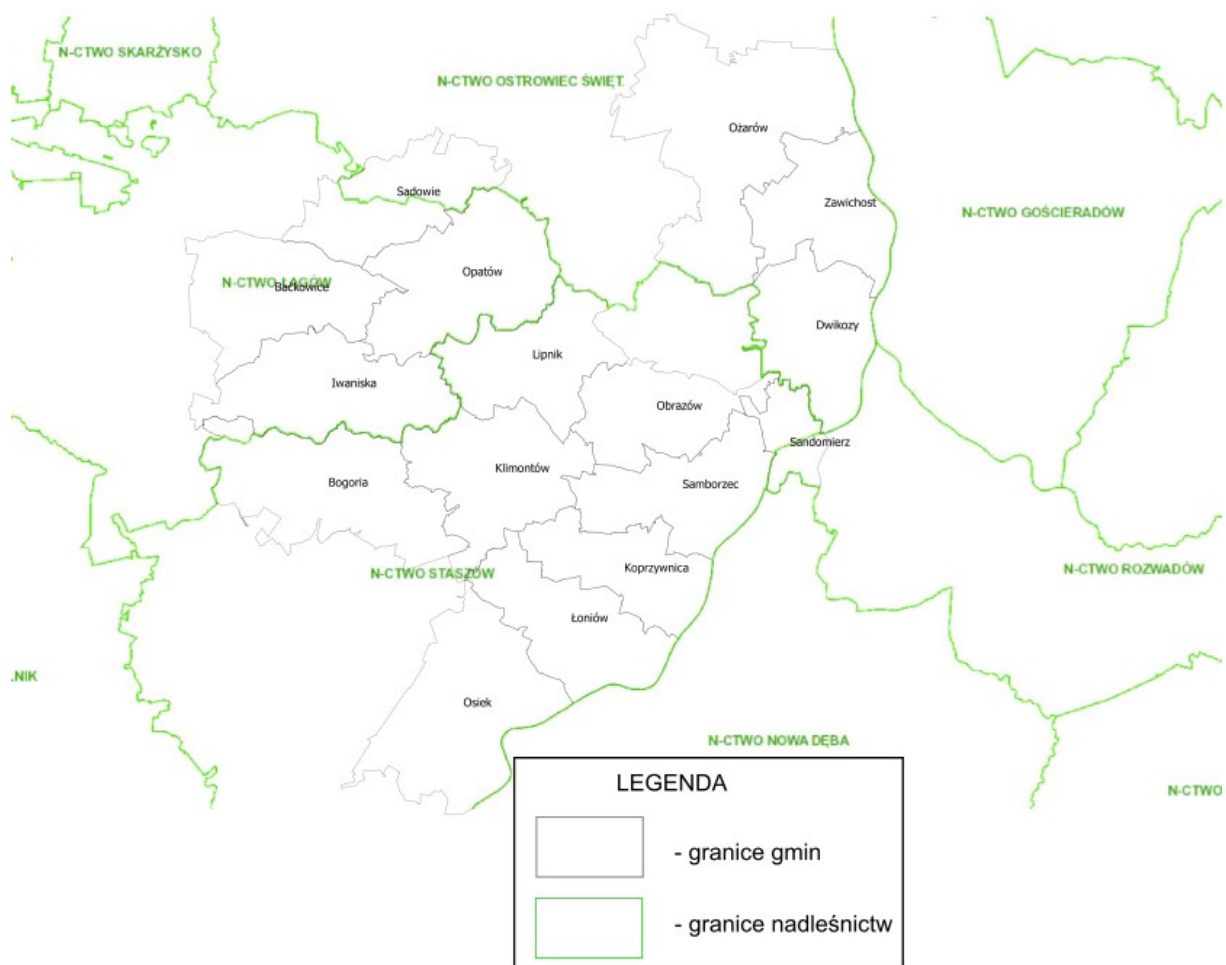 N-CTWO SKARŻYSKO
N-CTWO OSTROWIEC ŚWIĘT.
Ożarów
Sadowie
Zawichost
N-CTWO GOŚCIERADÓW
Opatów
N-CTWO ŁAGÓW
Baćkowice
Dwikozy
Lipnik
Iwaniska
Obrazów
Sandomierz
Klimontów
Bogoria
Samborzec
Koprzywnica
N-CTWO STASZÓW
N-CTWO ROZWADÓW
Łoniów
LNIK
Osiek
N-CTWO NOWA DĘBA
N-CTWO
LEGENDA
- granice gmin
- granice nadleśnictw